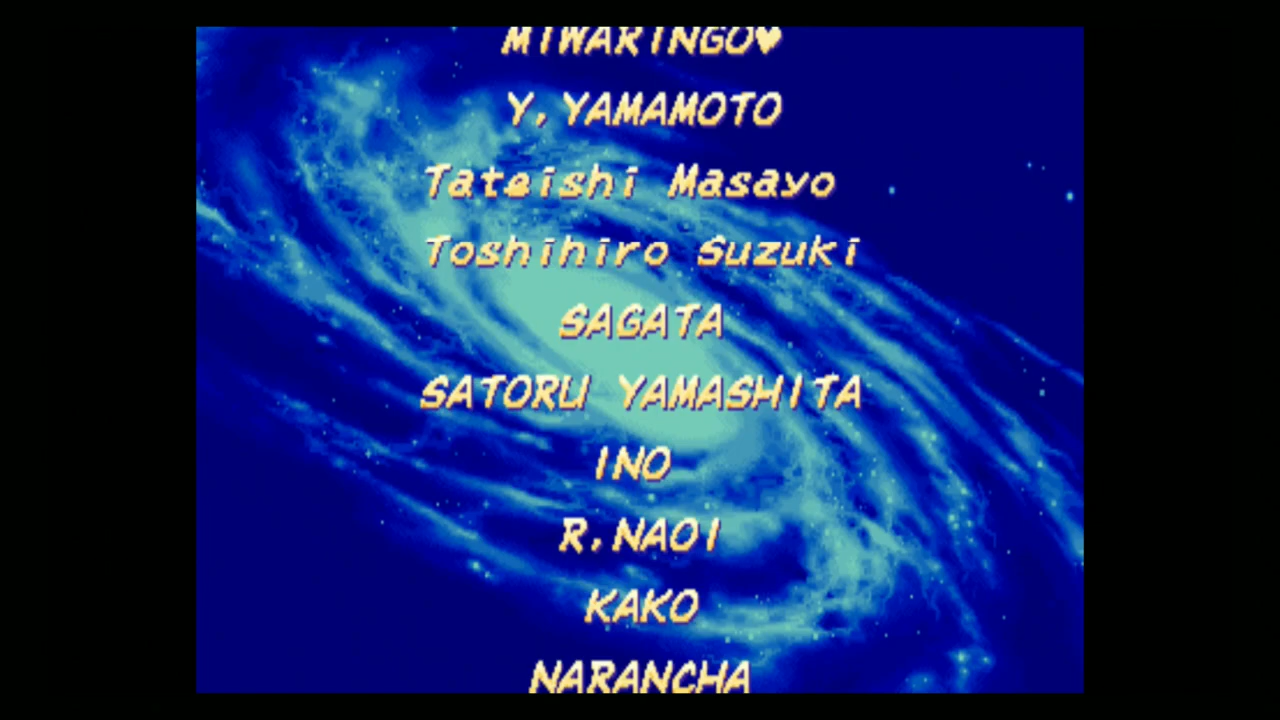 MIWARINGO♥
Y.YAMAMOTO
Tateishi Masayo
Toshihiro Suzuki
SAGATA
SATORU YAMASHITA
INO
R.NAOI
KAKO
NARANCHA